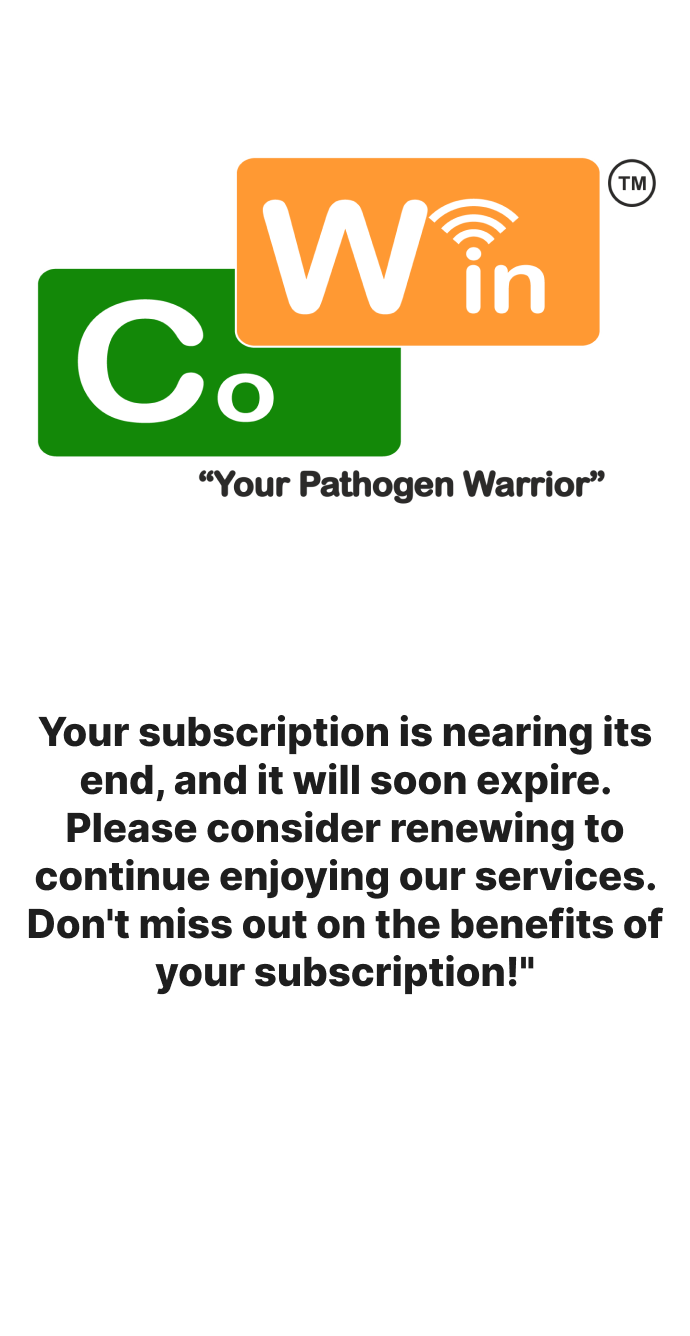 Win
TM
Co
“Your Pathogen Warrior”
Your subscription is nearing its
end, and it will soon expire.
Please consider renewing to
continue enjoying our services.
Don't miss out on the benefits of
your subscription!"